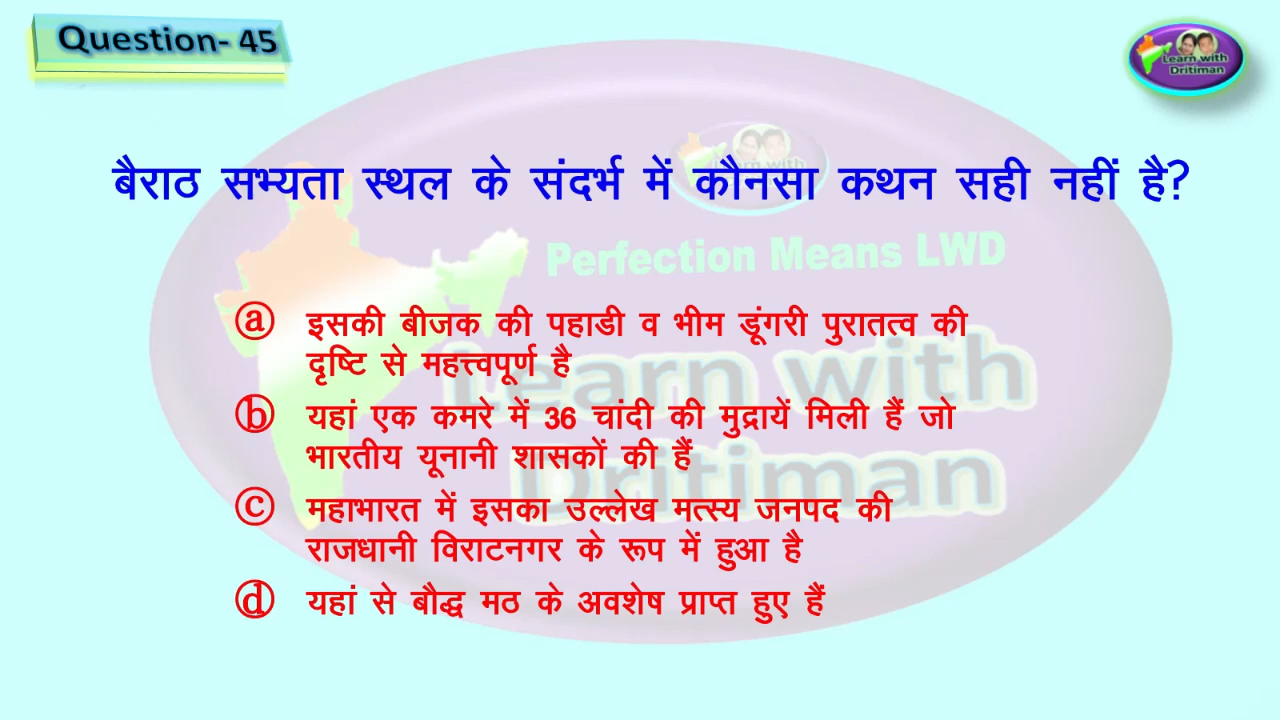 Question- 45
Learn with
Dritiman
बैराठ सभ्यता स्थल के संदर्भ में कौनसा कथन सही नहीं है?
Learn with
Perfection Means LWD
ⓐ इसकी बीजक की पहाडी व भीम डूंगरी पुरातत्व की
दृष्टि से महत्त्वपूर्ण है
Learn with
ⓑ यहां एक कमरे में 36 चांदी की मुद्रायें मिली हैं जो
भारतीय यूनानी शासकों की हैं
Dritiman
ⓒ महाभारत में इसका उल्लेख मत्स्य जनपद की
राजधानी विराटनगर के रूप में हुआ है
ⓓ यहां से बौद्ध मठ के अवशेष प्राप्त हुए हैं